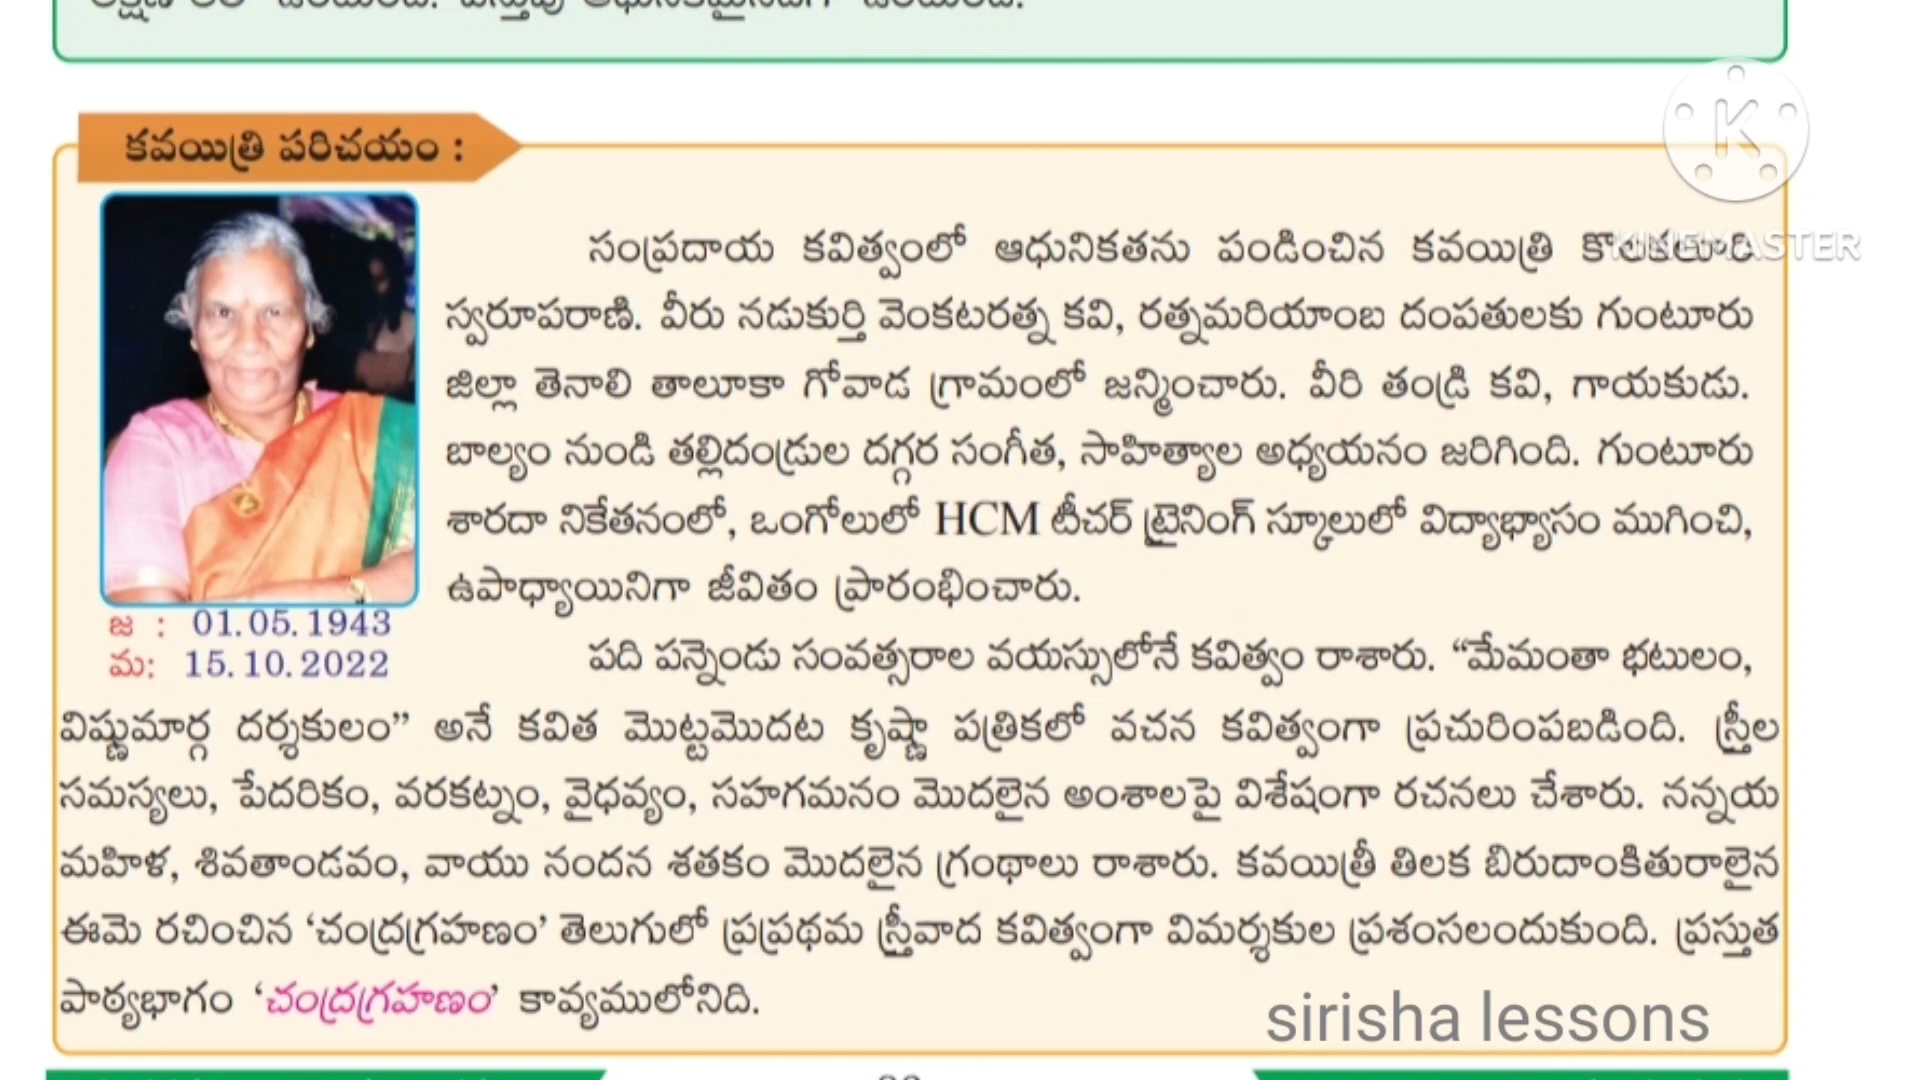 కవయిత్రి పరిచయం :
KINEMASTER
సంప్రదాయ కవిత్వంలో ఆధునికతను పండించిన కవయిత్రి కొలకలూరి
స్వరూపరాణి. వీరు నడుకుర్తి వెంకటరత్న కవి, రత్నమరియాంబ దంపతులకు గుంటూరు
జిల్లా తెనాలి తాలూకా గోవాడ గ్రామంలో జన్మించారు. వీరి తండ్రి కవి, గాయకుడు.
బాల్యం నుండి తల్లిదండ్రుల దగ్గర సంగీత, సాహిత్యాల అధ్యయనం జరిగింది. గుంటూరు
శారదా నికేతనంలో, ఒంగోలులో HCM టీచర్ ట్రైనింగ్ స్కూలులో విద్యాభ్యాసం ముగించి,
ఉపాధ్యాయినిగా జీవితం ప్రారంభించారు.
జ : 01.05.1943
మ: 15.10.2022
పది పన్నెండు సంవత్సరాల వయస్సులోనే కవిత్వం రాశారు. “మేమంతా భటులం,
విష్ణుమార్గ దర్శకులం” అనే కవిత మొట్టమొదట కృష్ణా పత్రికలో వచన కవిత్వంగా ప్రచురింపబడింది. స్త్రీల
సమస్యలు, పేదరికం, వరకట్నం, వైధవ్యం, సహగమనం మొదలైన అంశాలపై విశేషంగా రచనలు చేశారు. నన్నయ
మహిళ, శివతాండవం, వాయు నందన శతకం మొదలైన గ్రంథాలు రాశారు. కవయిత్రీ తిలక బిరుదాంకితురాలైన
ఈమె రచించిన ‘చంద్రగ్రహణం’ తెలుగులో ప్రప్రథమ స్త్రీవాద కవిత్వంగా విమర్శకుల ప్రశంసలందుకుంది. ప్రస్తుత
పాఠ్యభాగం ‘చంద్రగ్రహణం’ కావ్యములోనిది.
sirisha lessons